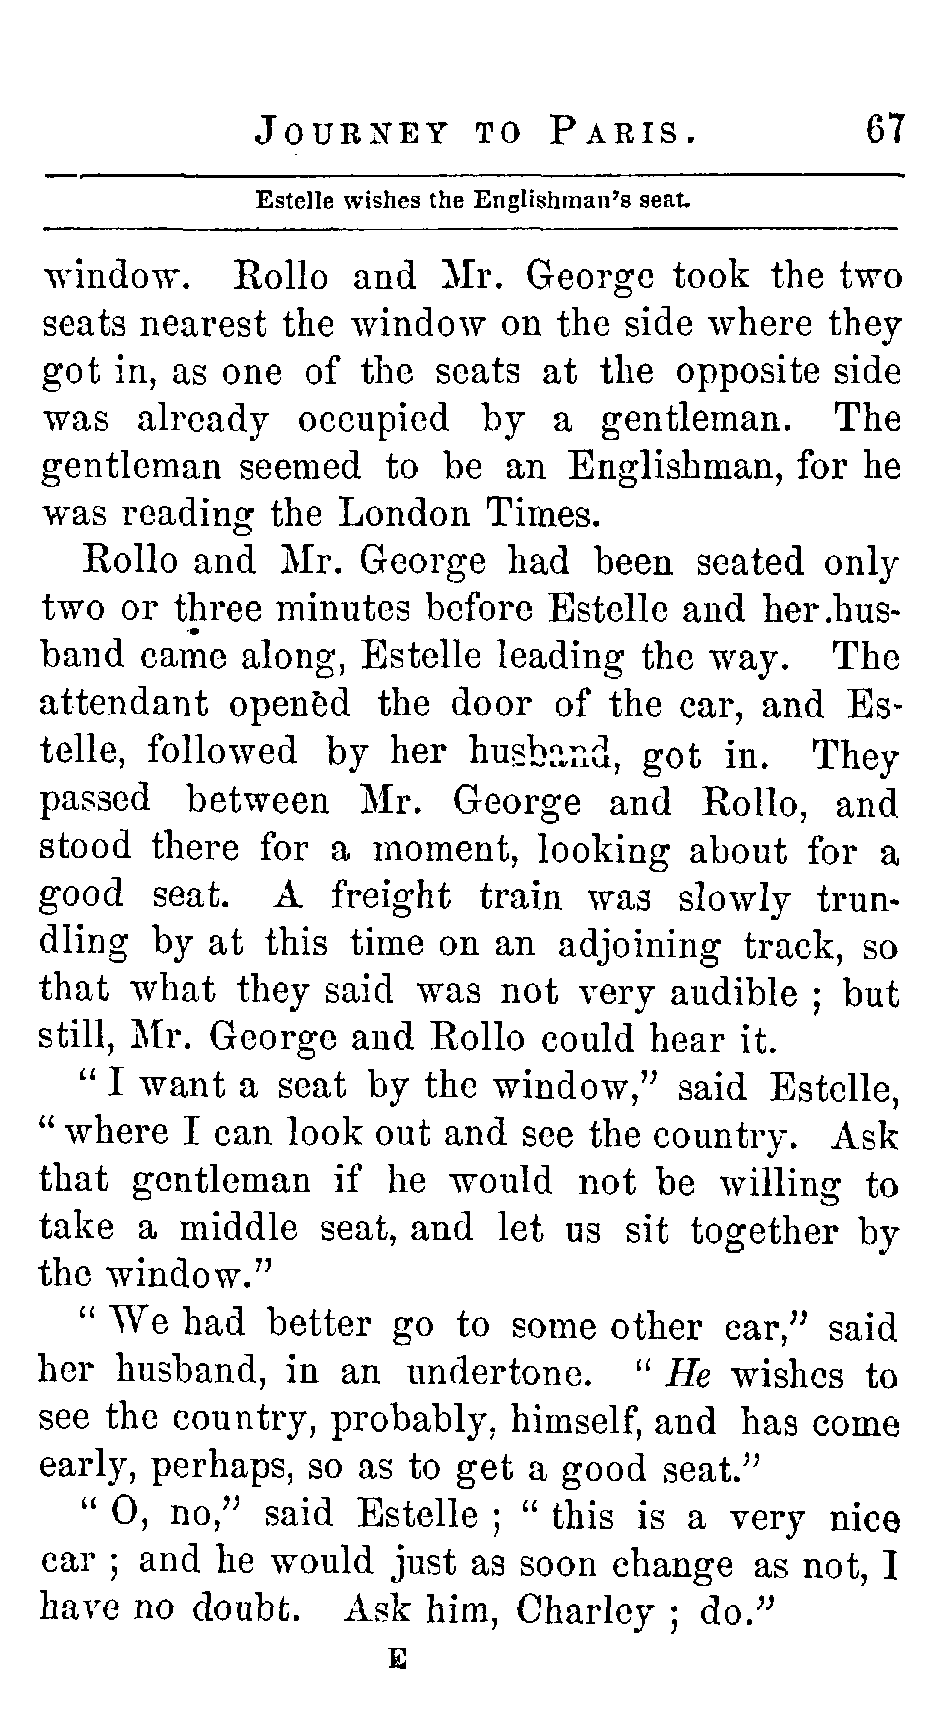 JOURNEY TO PARIS. 67
Estelle wishes the Englishman's seat.
window. Rollo and Mr. George took the two
seats nearest the window on the side where they
got in, as one of the seats at the opposite side
was already occupied by a gentleman. The
gentleman seemed to be an Englishman, for he
was reading the London Times.
Rollo and Mr. George had been seated only
two or three minutes before Estelle and her hus-
band came along, Estelle leading the way. The
attendant opened the door of the car, and Es-
telle, followed by her husband, got in. They
passed between Mr. George and Rollo, and
stood there for a moment, looking about for a
good seat. A freight train was slowly trun-
dling by at this time on an adjoining track, so
that what they said was not very audible ; but
still, Mr. George and Rollo could hear it.
“ I want a seat by the window,” said Estelle,
“ where I can look out and see the country. Ask
that gentleman if he would not be willing to
take a middle seat, and let us sit together by
the window.”
“ We had better go to some other car,” said
her husband, in an undertone. “ He wishes to
see the country, probably, himself, and has come
early, perhaps, so as to get a good seat.”
“ O, no,” said Estelle ; “ this is a very nice
car ; and he would just as soon change as not, I
have no doubt. Ask him, Charley ; do.”
E